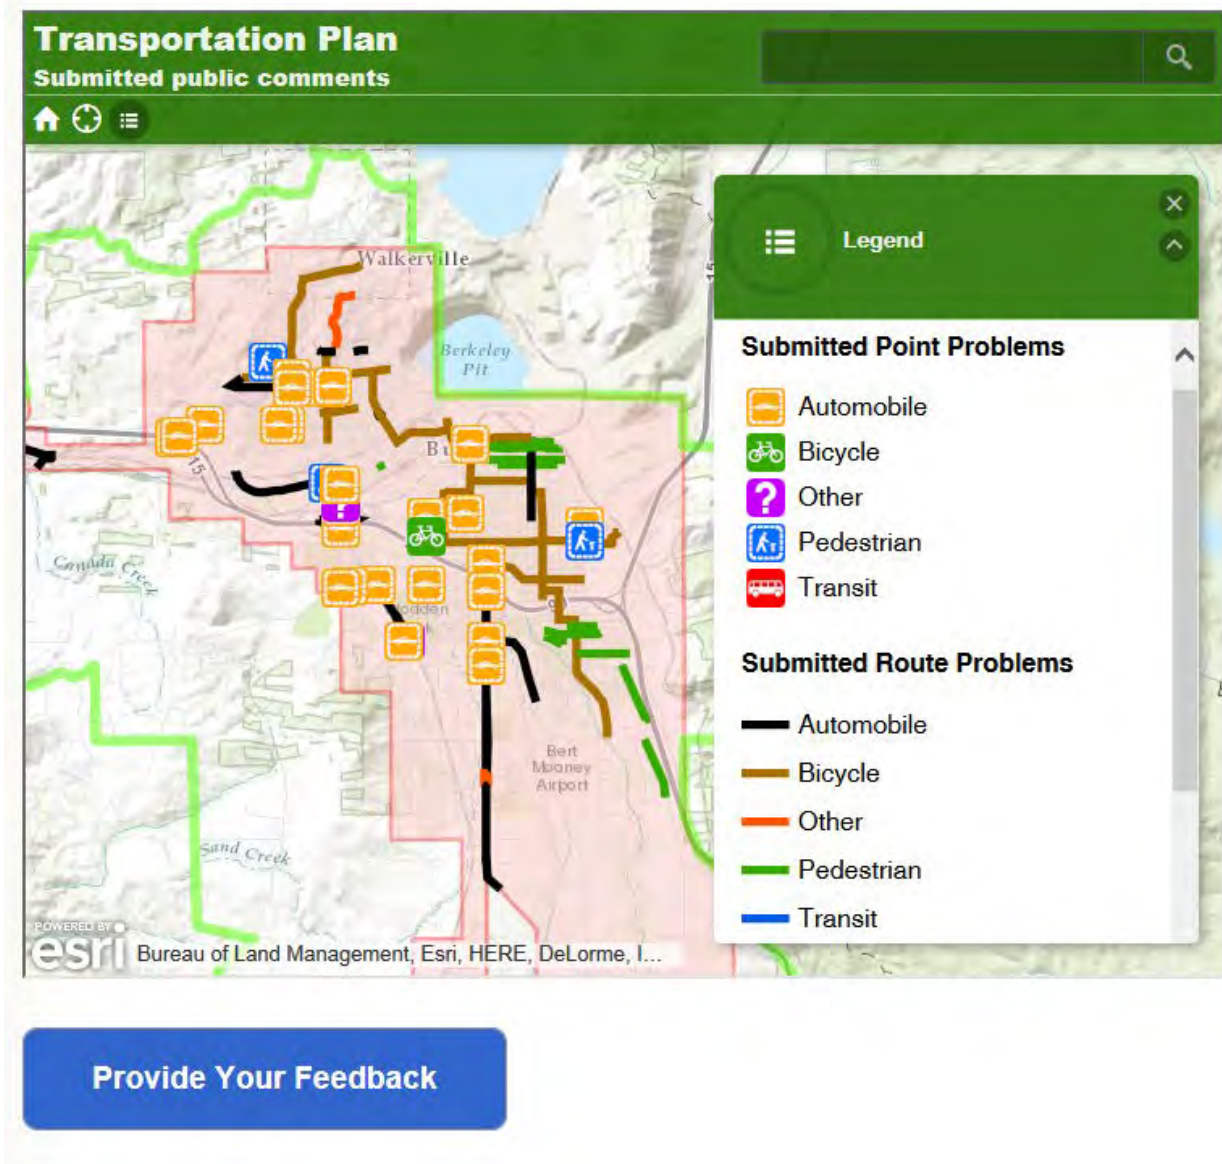 Transportation Plan
Submitted public comments
Walkerville
15
Berkeley
Pit
Legend
Submitted Point Problems
Automobile
Bicycle
Other
Pedestrian
Transit
Submitted Route Problems
Automobile
Bicycle
Other
Pedestrian
Transit
15
Canada Creek
?
90
Bert
Mooney
Airport
Sand Creek
POWERED BY
esri
Bureau of Land Management, Esri, HERE, DeLorme, I...
Provide Your Feedback